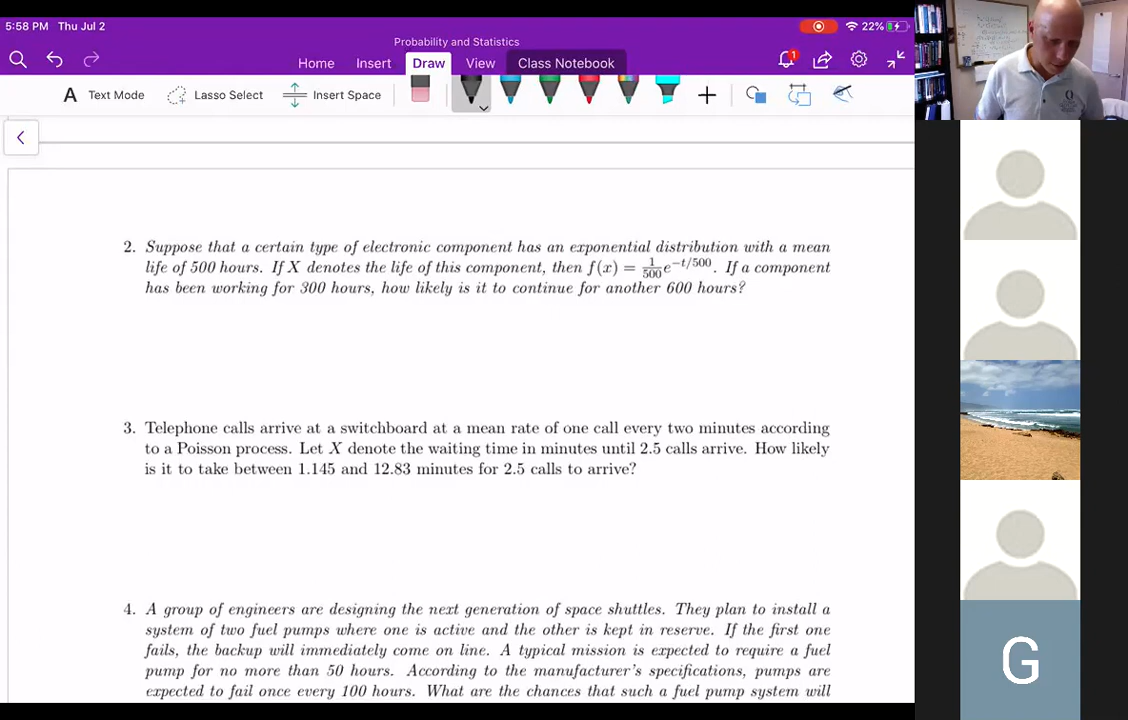 5:58 PM Thu Jul 2
22%
Probability and Statistics
Home Insert Draw View Class Notebook
1
A Text Mode Lasso Select Insert Space
2. Suppose that a certain type of electronic component has an exponential distribution with a mean
life of 500 hours. If X denotes the life of this component, then f(x) = 1/500 e^{-t/500}. If a component
has been working for 300 hours, how likely is it to continue for another 600 hours?
3. Telephone calls arrive at a switchboard at a mean rate of one call every two minutes according
to a Poisson process. Let X denote the waiting time in minutes until 2.5 calls arrive. How likely
is it to take between 1.145 and 12.83 minutes for 2.5 calls to arrive?
4. A group of engineers are designing the next generation of space shuttles. They plan to install a
system of two fuel pumps where one is active and the other is kept in reserve. If the first one
fails, the backup will immediately come on line. A typical mission is expected to require a fuel
pump for no more than 50 hours. According to the manufacturer's specifications, pumps are
expected to fail once every 100 hours. What are the chances that such a fuel pump system will
G